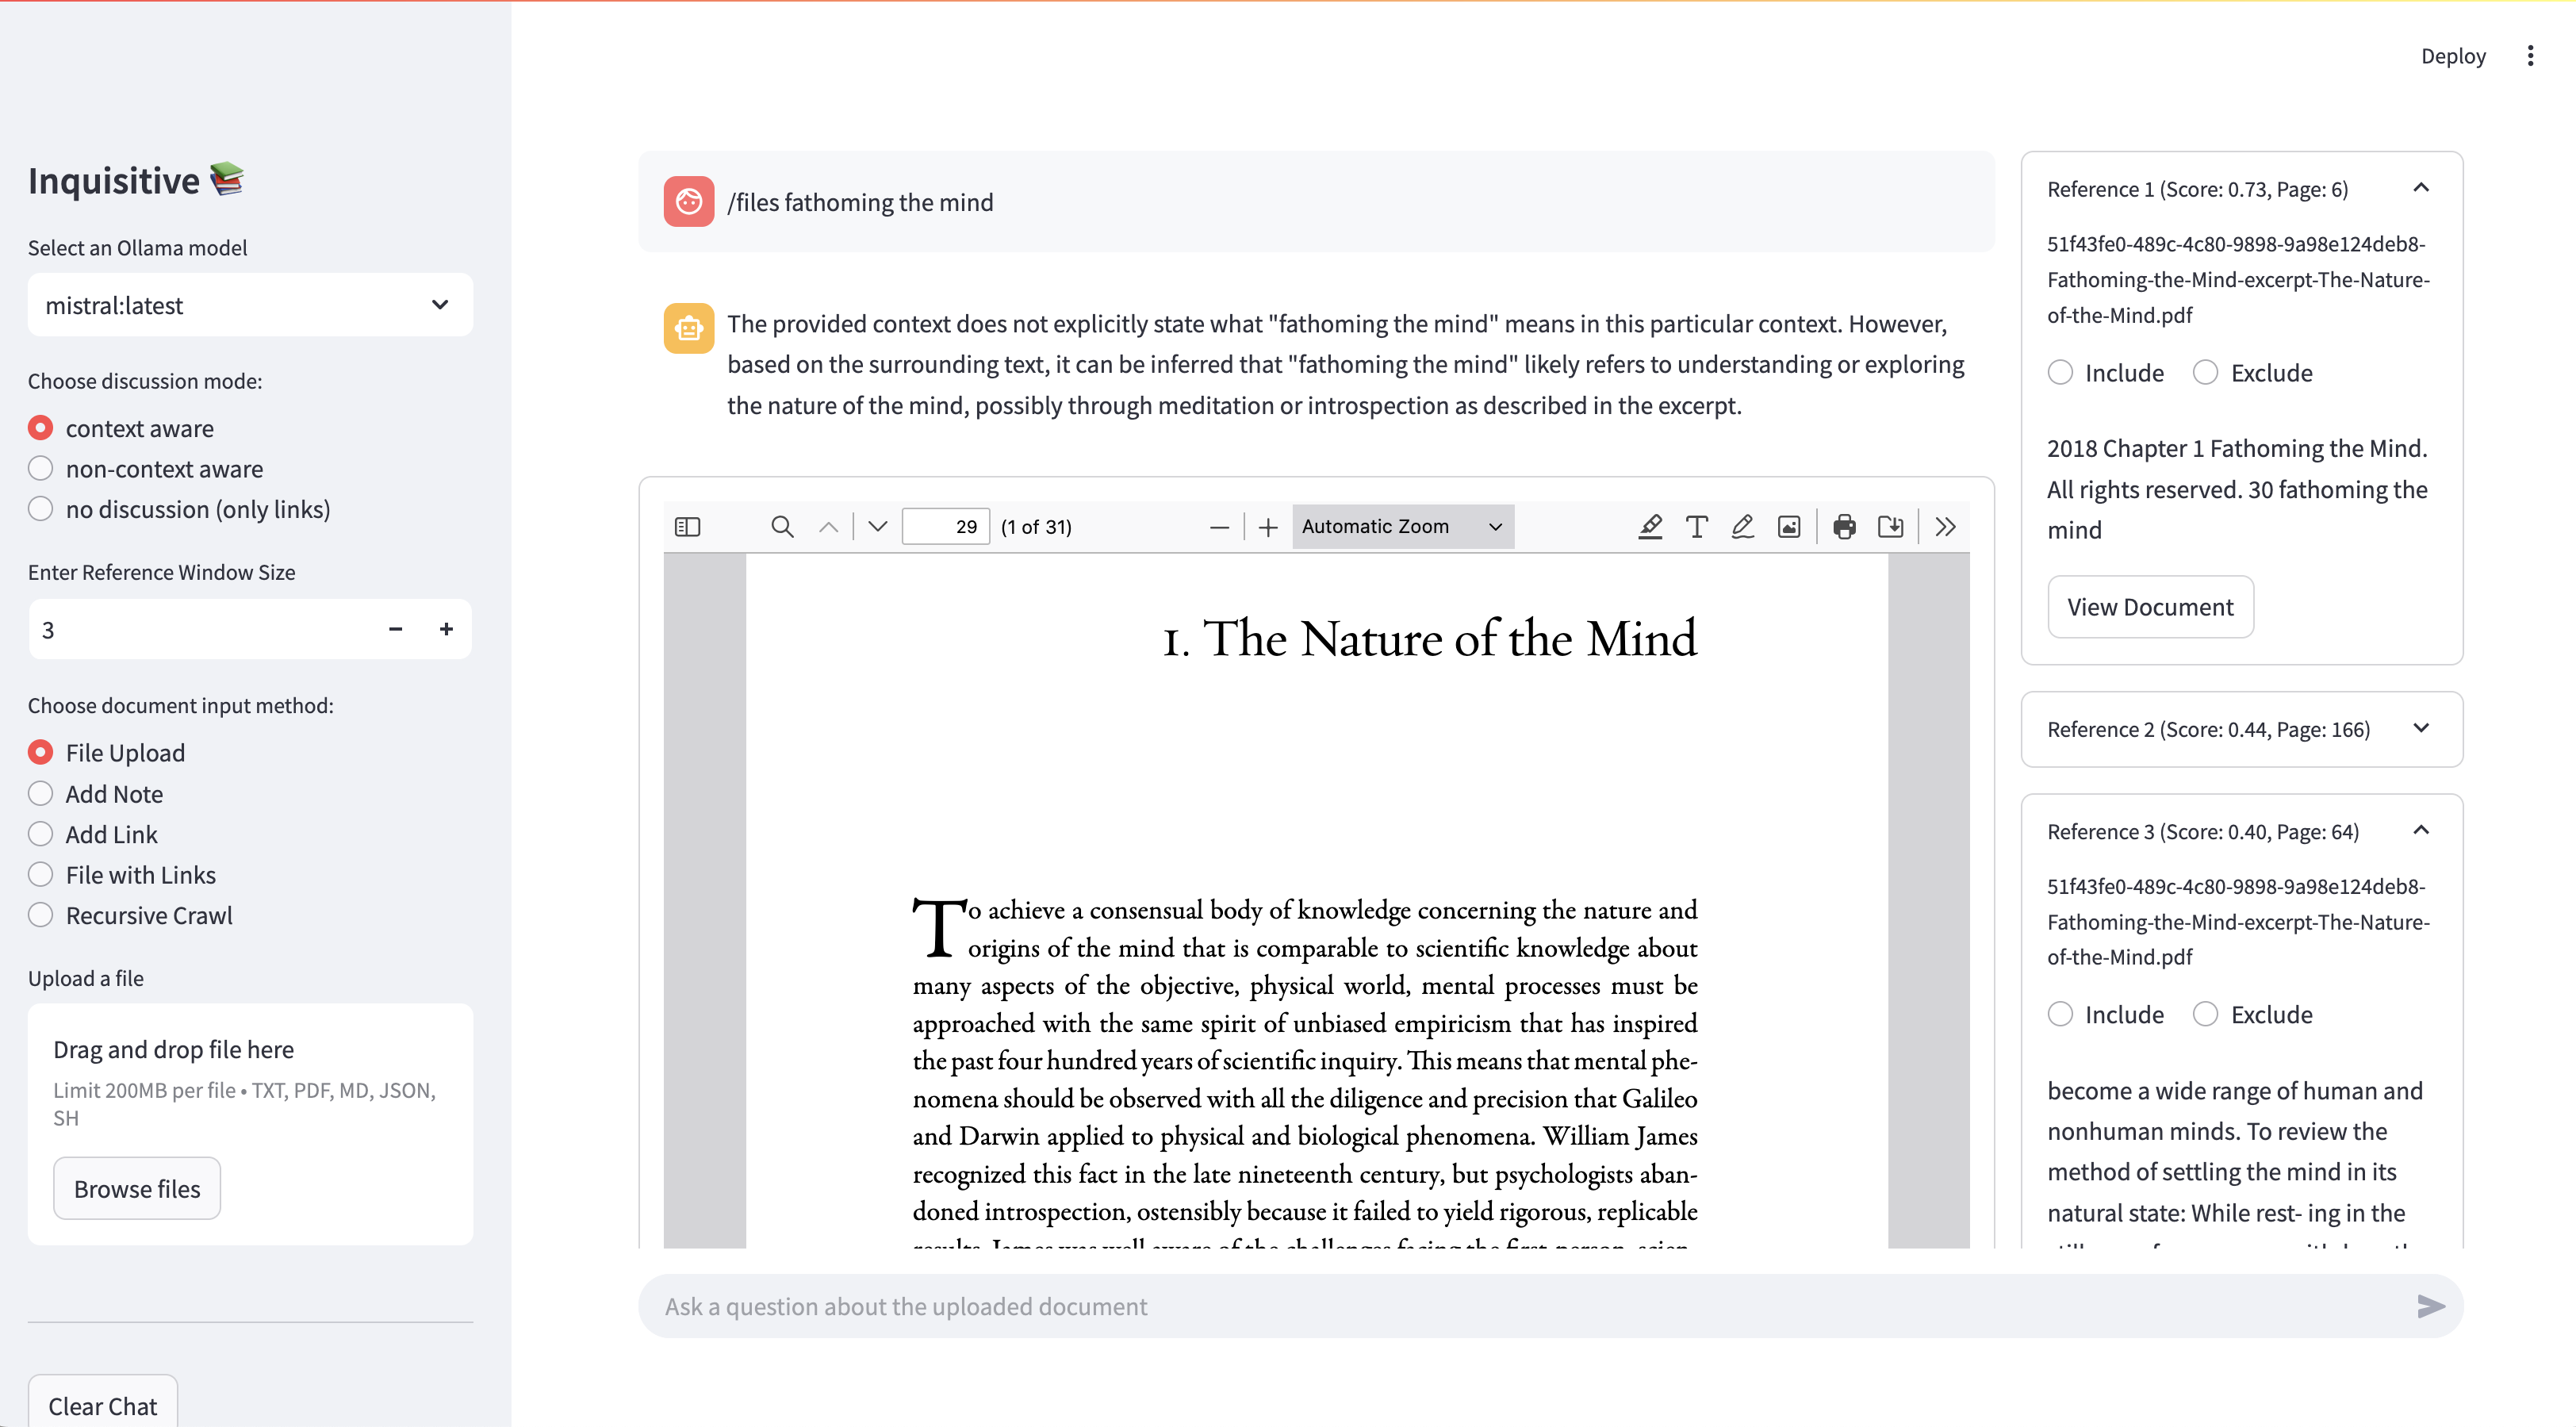 Deploy
Inquisitive
Select an Ollama model
mistral:latest
Choose discussion mode:
context aware
non-context aware
no discussion (only links)
Enter Reference Window Size
3
Choose document input method:
File Upload
Add Note
Add Link
File with Links
Recursive Crawl
Upload a file
Drag and drop file here
Limit 200MB per file • TXT, PDF, MD, JSON,
SH
Browse files
Clear Chat
/files fathoming the mind
The provided context does not explicitly state what "fathoming the mind" means in this particular context. However,
based on the surrounding text, it can be inferred that "fathoming the mind" likely refers to understanding or exploring
the nature of the mind, possibly through meditation or introspection as described in the excerpt.
29 (1 of 31) Automatic Zoom
1. The Nature of the Mind
To achieve a consensual body of knowledge concerning the nature and
origins of the mind that is comparable to scientific knowledge about
many aspects of the objective, physical world, mental processes must be
approached with the same spirit of unbiased empiricism that has inspired
the past four hundred years of scientific inquiry. This means that mental phe-
nomena should be observed with all the diligence and precision that Galileo
and Darwin applied to physical and biological phenomena. William James
recognized this fact in the late nineteenth century, but psychologists aban-
doned introspection, ostensibly because it failed to yield rigorous, replicable
results. James was well aware of the challenges facing the first-person, scien-
Ask a question about the uploaded document
Reference 1 (Score: 0.73, Page: 6)
51f43fe0-489c-4c80-9898-9a98e124deb8-
Fathoming-the-Mind-excerpt-The-Nature-
of-the-Mind.pdf
Include Exclude
2018 Chapter 1 Fathoming the Mind.
All rights reserved. 30 fathoming the
mind
View Document
Reference 2 (Score: 0.44, Page: 166)
Reference 3 (Score: 0.40, Page: 64)
51f43fe0-489c-4c80-9898-9a98e124deb8-
Fathoming-the-Mind-excerpt-The-Nature-
of-the-Mind.pdf
Include Exclude
become a wide range of human and
nonhuman minds. To review the
method of settling the mind in its
natural state: While rest- ing in the